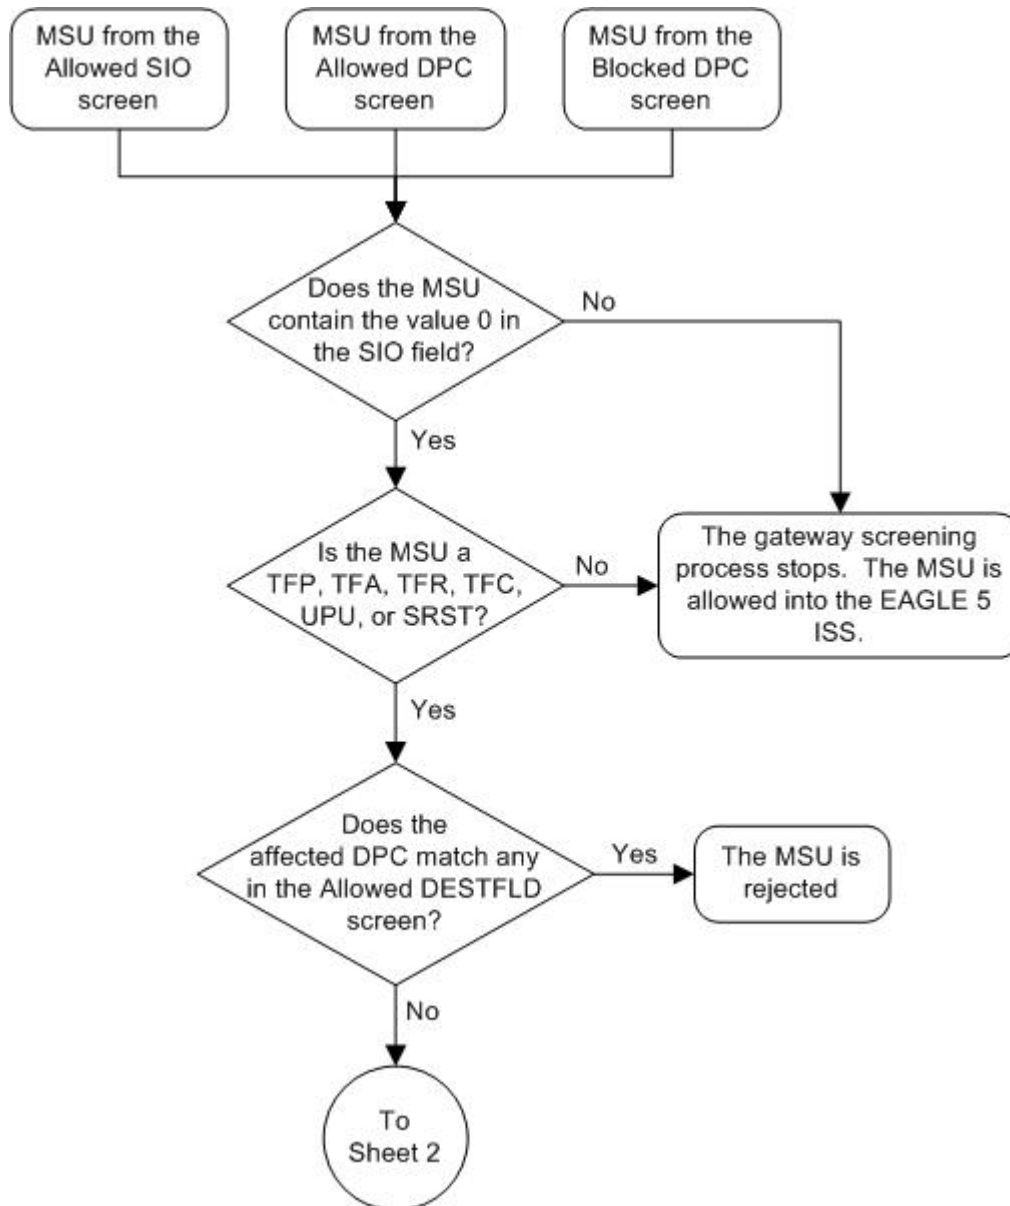 MSU from the
Allowed SIO
screen
MSU from the
Allowed DPC
screen
MSU from the
Blocked DPC
screen
Does the MSU
contain the value 0 in
the SIO field?
No
Yes
Is the MSU a
TFP, TFA, TFR, TFC,
UPU, or SRST?
No
The gateway screening
process stops. The MSU is
allowed into the EAGLE 5
ISS.
Yes
Does the
affected DPC match any
in the Allowed DESTFLD
screen?
Yes
The MSU is
rejected
No
To
Sheet 2